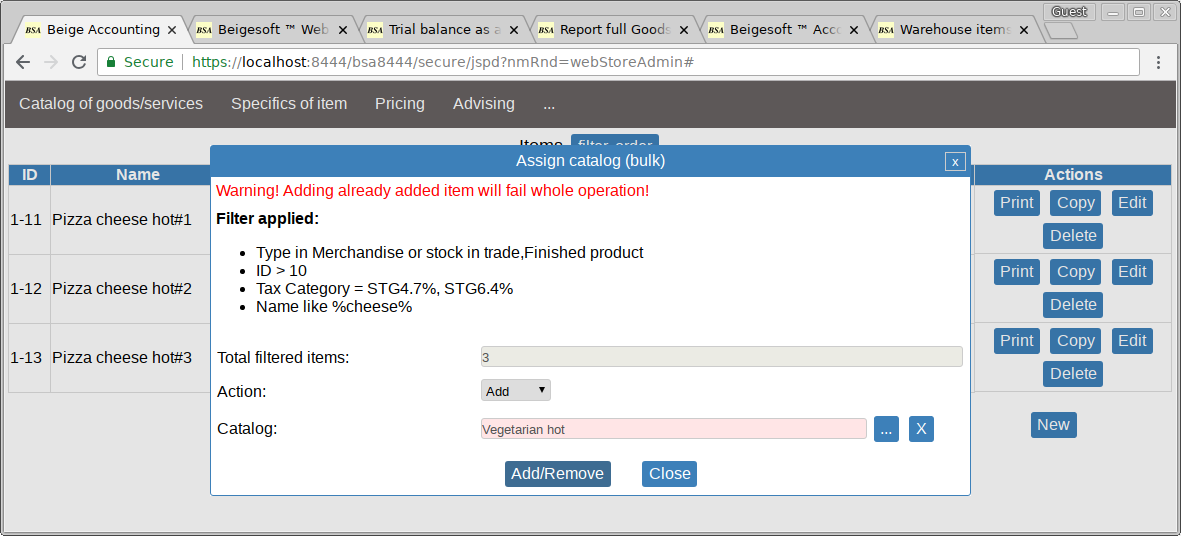 Guest
BSA Beige Accounting
BSA Beigesoft ™ Web
BSA Trial balance as a
BSA Report full Goods
BSA Beigesoft ™ Acc
BSA Warehouse items
Secure https://localhost:8444/bsa8444/secure/jspd?nmRnd=webStoreAdmin#
Catalog of goods/services Specifics of item Pricing Advising ...
Items filter, order
Assign catalog (bulk) x
ID Name Actions
Warning! Adding already added item will fail whole operation!
Filter applied:
• Type in Merchandise or stock in trade,Finished product
• ID > 10
• Tax Category = STG4.7%, STG6.4%
• Name like %cheese%
1-11 Pizza cheese hot#1 Print Copy Edit
Delete
1-12 Pizza cheese hot#2 Print Copy Edit
Delete
1-13 Pizza cheese hot#3 Print Copy Edit
Delete
Total filtered items: 3
Action: Add
Catalog: Vegetarian hot ... X
New
Add/Remove Close